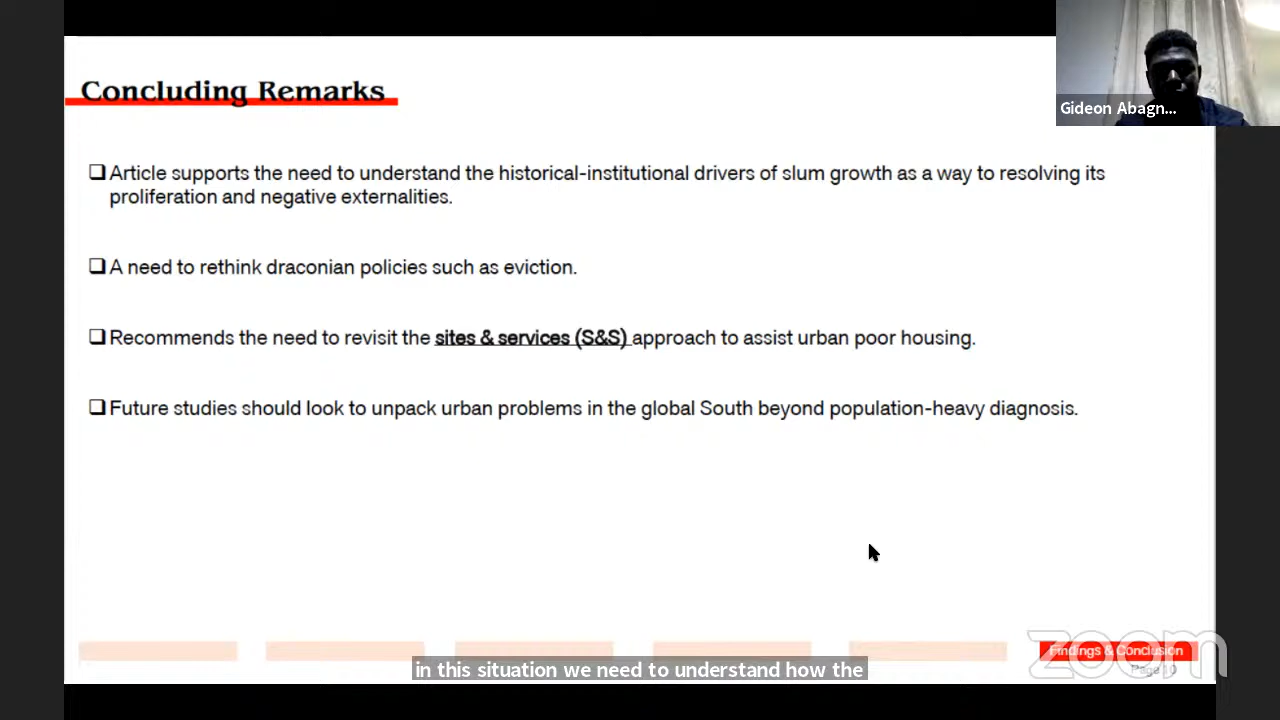 Concluding Remarks
Gideon Abagn...
Article supports the need to understand the historical-institutional drivers of slum growth as a way to resolving its
proliferation and negative externalities.
A need to rethink draconian policies such as eviction.
Recommends the need to revisit the sites & services (S&S) approach to assist urban poor housing.
Future studies should look to unpack urban problems in the global South beyond population-heavy diagnosis.
Findings & Conclusion
zoom
Page 10
in this situation we need to understand how the